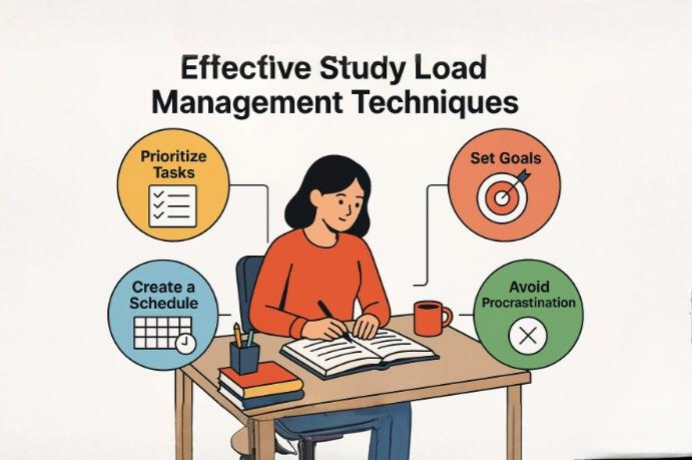 Effective Study Load
Management Techniques
Prioritize
Tasks
Set Goals
Create a
Schedule
Avoid
Procrastination